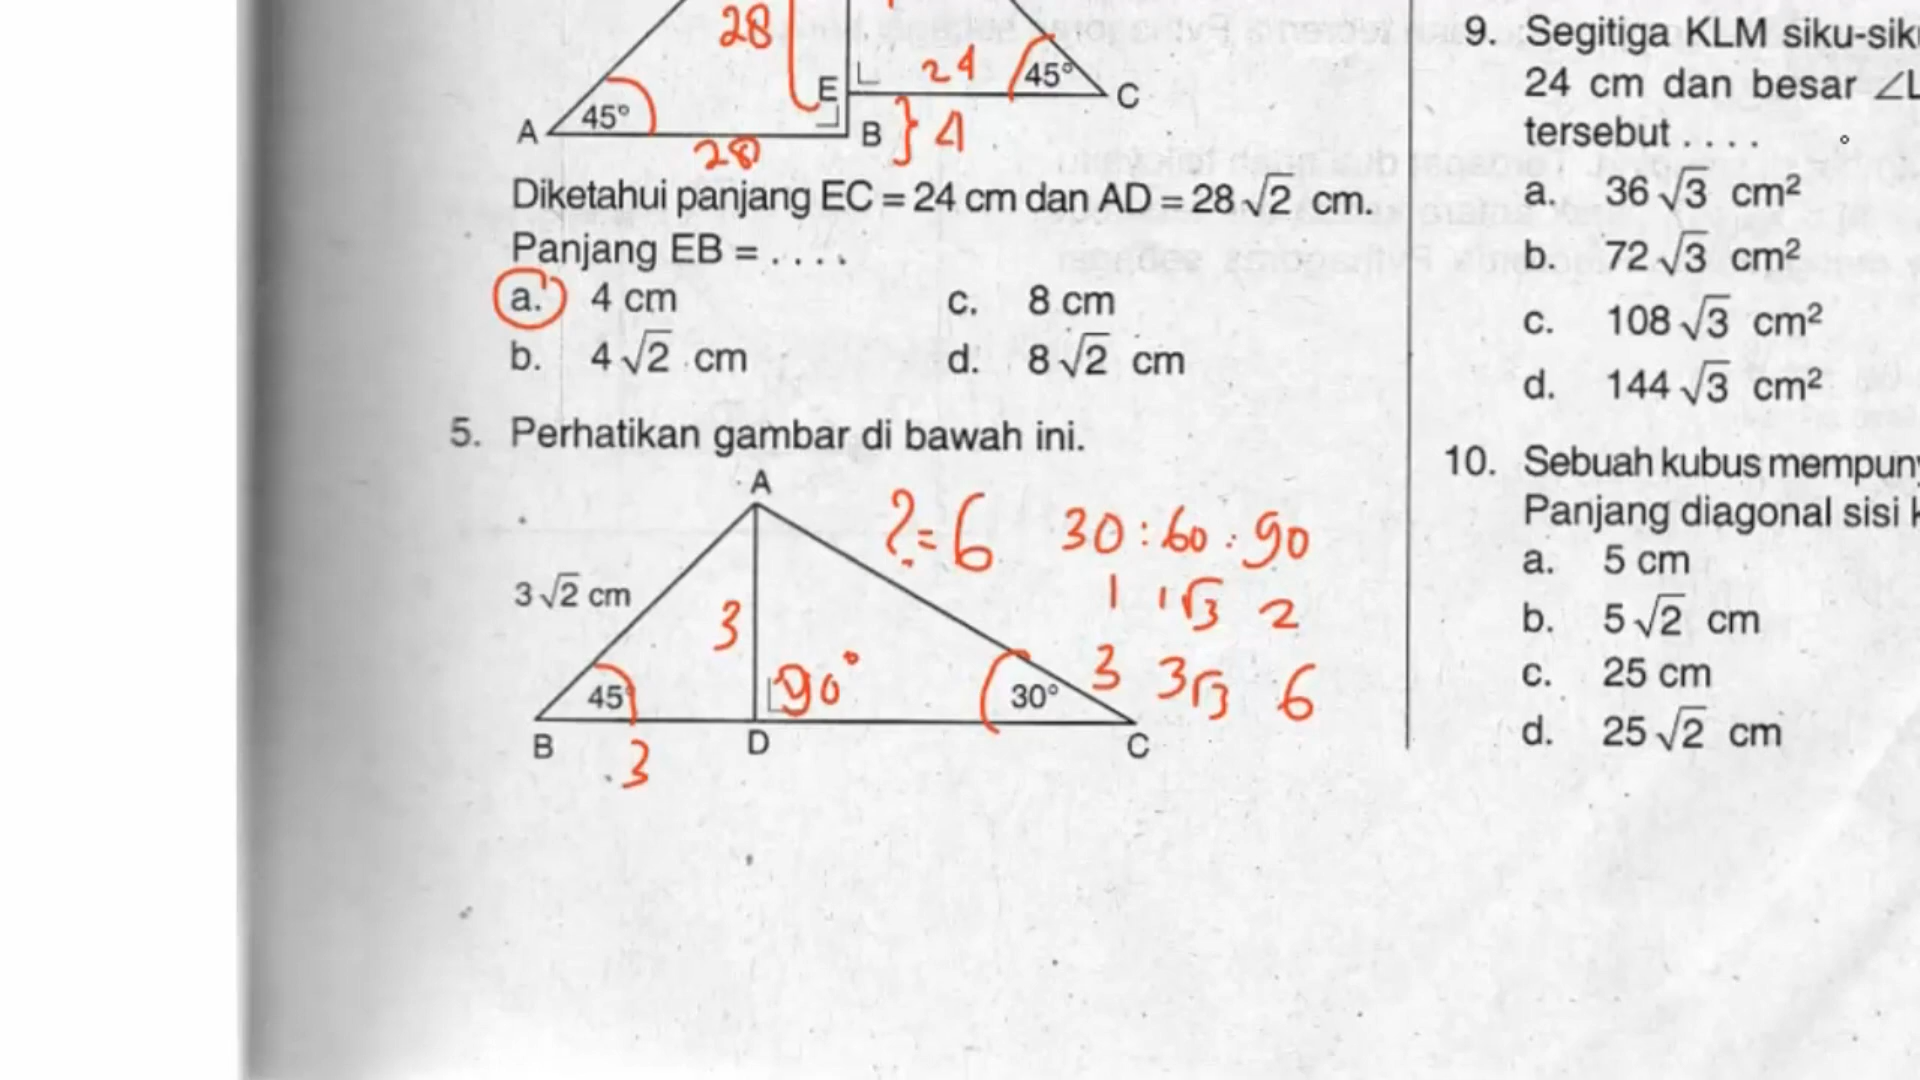 28
E
24
45°
C
45°
A
B } 4
28
Diketahui panjang EC = 24 cm dan AD = 28 √2 cm.
Panjang EB = . . . .
a. 4 cm
c. 8 cm
b. 4 √2 cm
d. 8 √2 cm
5. Perhatikan gambar di bawah ini.
A
?= 6
30 : 60 : 90
1 1√3 2
3 3√3 6
3 √2 cm
3
90°
45
30°
B
D
C
3
9. Segitiga KLM siku-sik
24 cm dan besar ∠L
tersebut . . . .
a. 36 √3 cm²
b. 72 √3 cm²
c. 108 √3 cm²
d. 144 √3 cm²
10. Sebuah kubus mempuny
Panjang diagonal sisi k
a. 5 cm
b. 5 √2 cm
c. 25 cm
d. 25 √2 cm